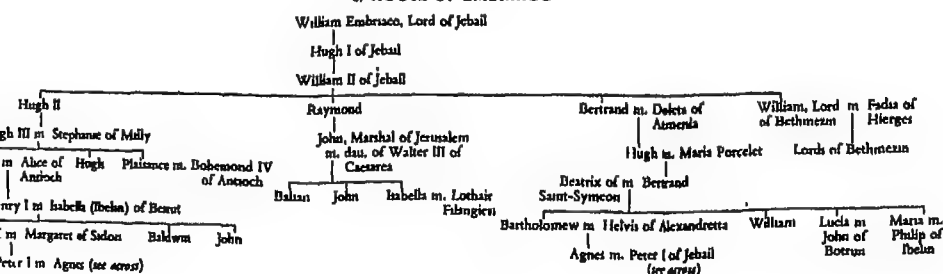 William Embriaco, Lord of Jebail
Hugh I of Jebail
William II of Jebail
Hugh II Raymond Bertrand m. Doleta of Armenia William, Lord of Bethmezin m Fadia of Hierges
gh III m Stephanie of Milly John, Marshal of Jerusalem m. dau. of Walter III of Caesarea Hugh m. Maria Porcelet Lords of Bethmezin
m Alice of Antioch Hugh Plaisance m. Bohemond IV of Antioch
Balian John Isabella m. Lothair Filangieri
Beatrix of Saint-Symeon m Bertrand
nry I m Isabella (Ibelin) of Beirut
Bartholomew m Helvis of Alexandretta William Lucia m John of Botrun Maria m. Philip of Ibelin
m Margaret of Sidon Baldwin John
Agnes m. Peter I of Jebail (see across)
Peter I m Agnes (see across)